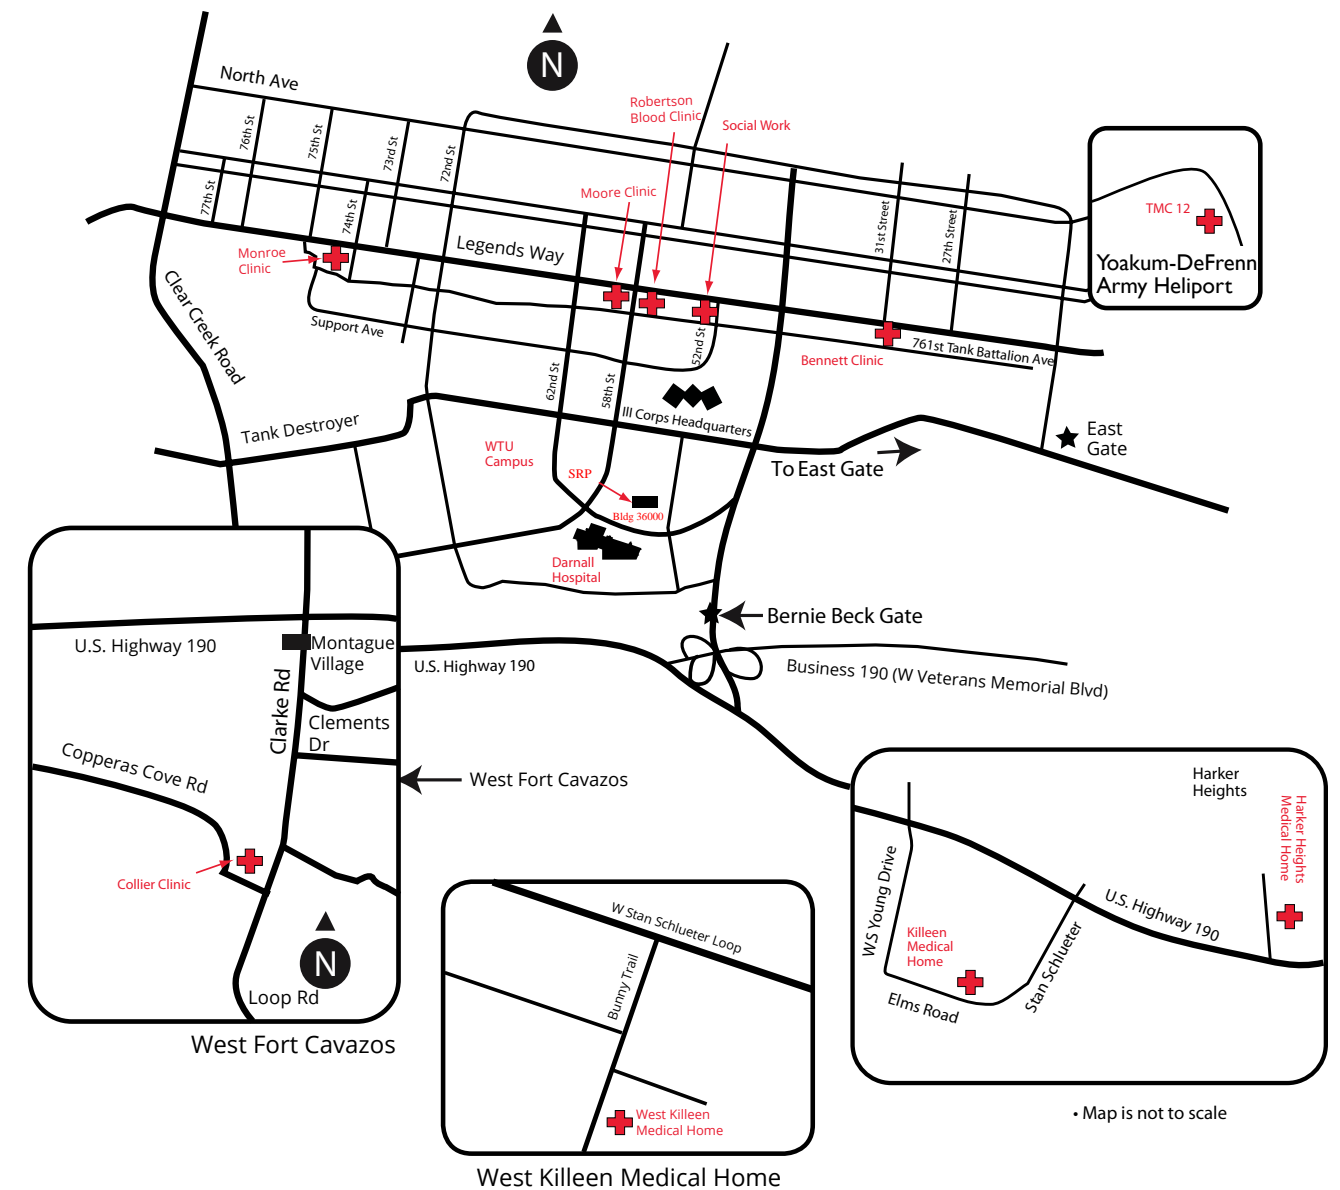 N
North Ave
76th St
75th St
73rd St
72nd St
77th St
74th St
Robertson
Blood Clinic
Social Work
Moore Clinic
Monroe
Clinic
Legends Way
31st Street
27th Street
TMC 12
Yoakum-DeFrenn
Army Heliport
Clear Creek Road
Support Ave
52nd St
Bennett Clinic
761st Tank Battalion Ave
62nd St
58th St
III Corps Headquarters
Tank Destroyer
WTU
Campus
SRP
Bldg 36000
To East Gate
East
Gate
Darnall
Hospital
Bernie Beck Gate
U.S. Highway 190
Business 190 (W Veterans Memorial Blvd)
U.S. Highway 190
Montague
Village
Clarke Rd
Clements
Dr
Copperas Cove Rd
West Fort Cavazos
Collier Clinic
N
Loop Rd
West Fort Cavazos
W Stan Schlueter Loop
Bunny Trail
West Killeen
Medical Home
West Killeen Medical Home
Harker
Heights
Harker Heights
Medical Home
U.S. Highway 190
WS Young Drive
Killeen
Medical
Home
Elms Road
Stan Schlueter
• Map is not to scale